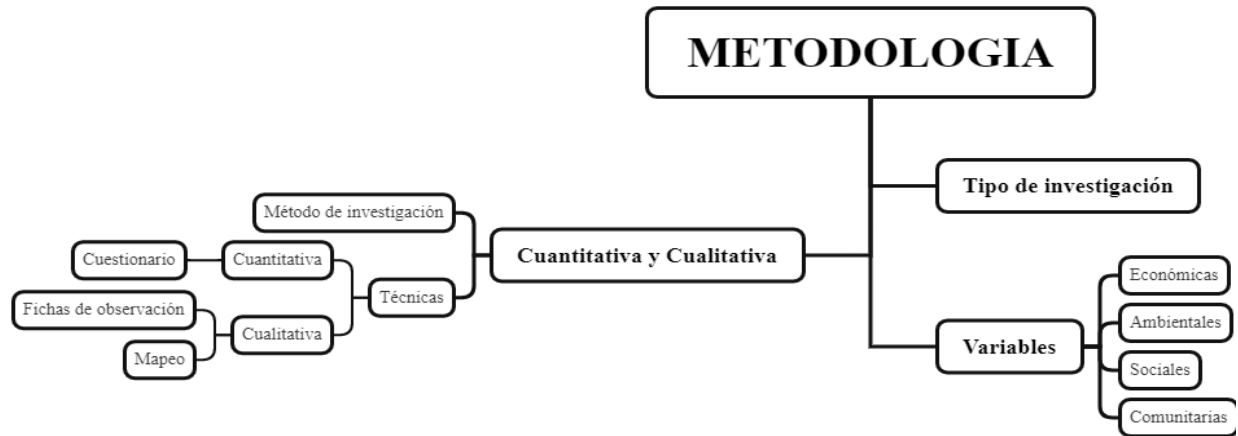 METODOLOGIA
Tipo de investigación
Método de investigación
Cuantitativa y Cualitativa
Cuestionario
Cuantitativa
Técnicas
Fichas de observación
Cualitativa
Mapeo
Variables
Económicas
Ambientales
Sociales
Comunitarias